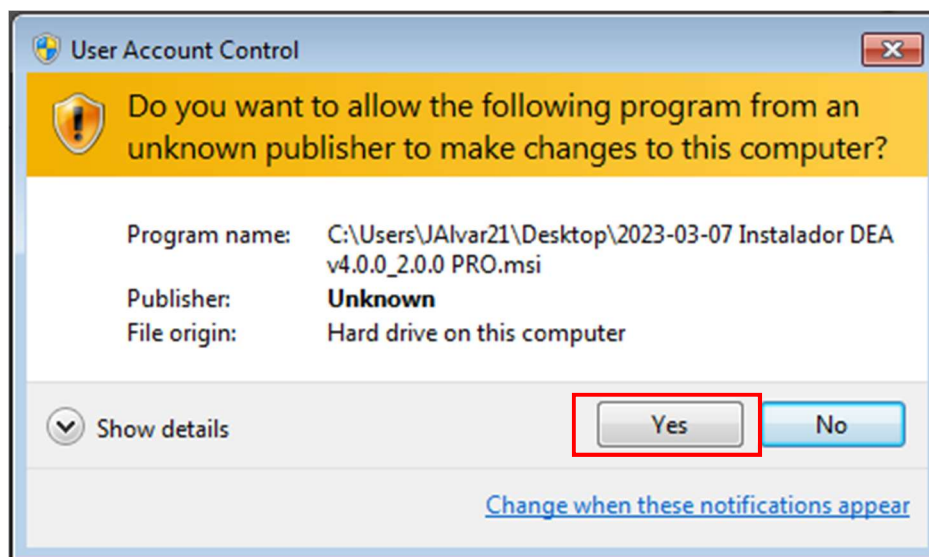 User Account Control
Do you want to allow the following program from an
unknown publisher to make changes to this computer?
Program name: C:\Users\JAlvar21\Desktop\2023-03-07 Instalador DEA
v4.0.0_2.0.0 PRO.msi
Publisher: Unknown
File origin: Hard drive on this computer
Show details Yes No
Change when these notifications appear